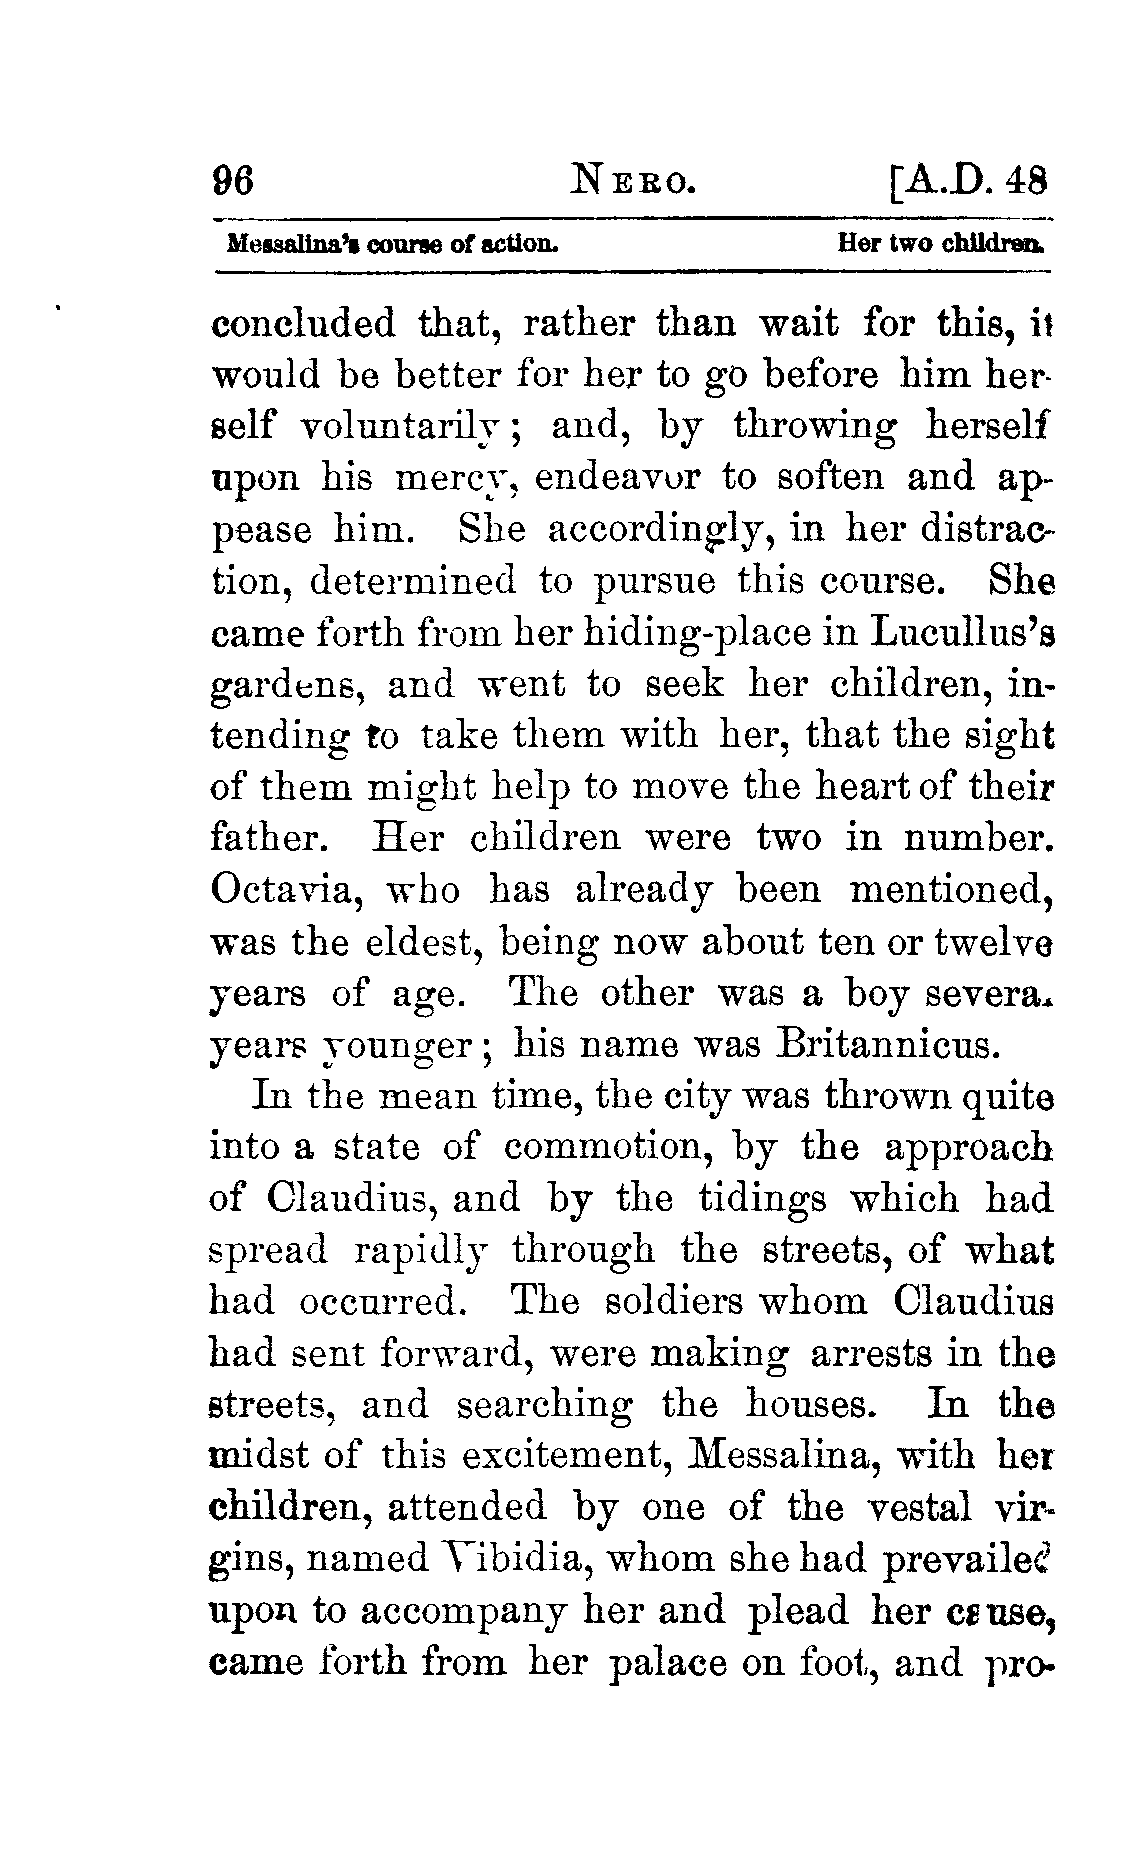 96 NERO. [A.D. 48
Messalina's course of action. Her two children.
concluded that, rather than wait for this, it
would be better for her to go before him her-
self voluntarily; and, by throwing herself
upon his mercy, endeavor to soften and ap-
pease him. She accordingly, in her distrac-
tion, determined to pursue this course. She
came forth from her hiding-place in Lucullus's
gardens, and went to seek her children, in-
tending to take them with her, that the sight
of them might help to move the heart of their
father. Her children were two in number.
Octavia, who has already been mentioned,
was the eldest, being now about ten or twelve
years of age. The other was a boy several
years younger; his name was Britannicus.
In the mean time, the city was thrown quite
into a state of commotion, by the approach
of Claudius, and by the tidings which had
spread rapidly through the streets, of what
had occurred. The soldiers whom Claudius
had sent forward, were making arrests in the
streets, and searching the houses. In the
midst of this excitement, Messalina, with her
children, attended by one of the vestal vir-
gins, named Vibidia, whom she had prevailed
upon to accompany her and plead her cause,
came forth from her palace on foot, and pro-